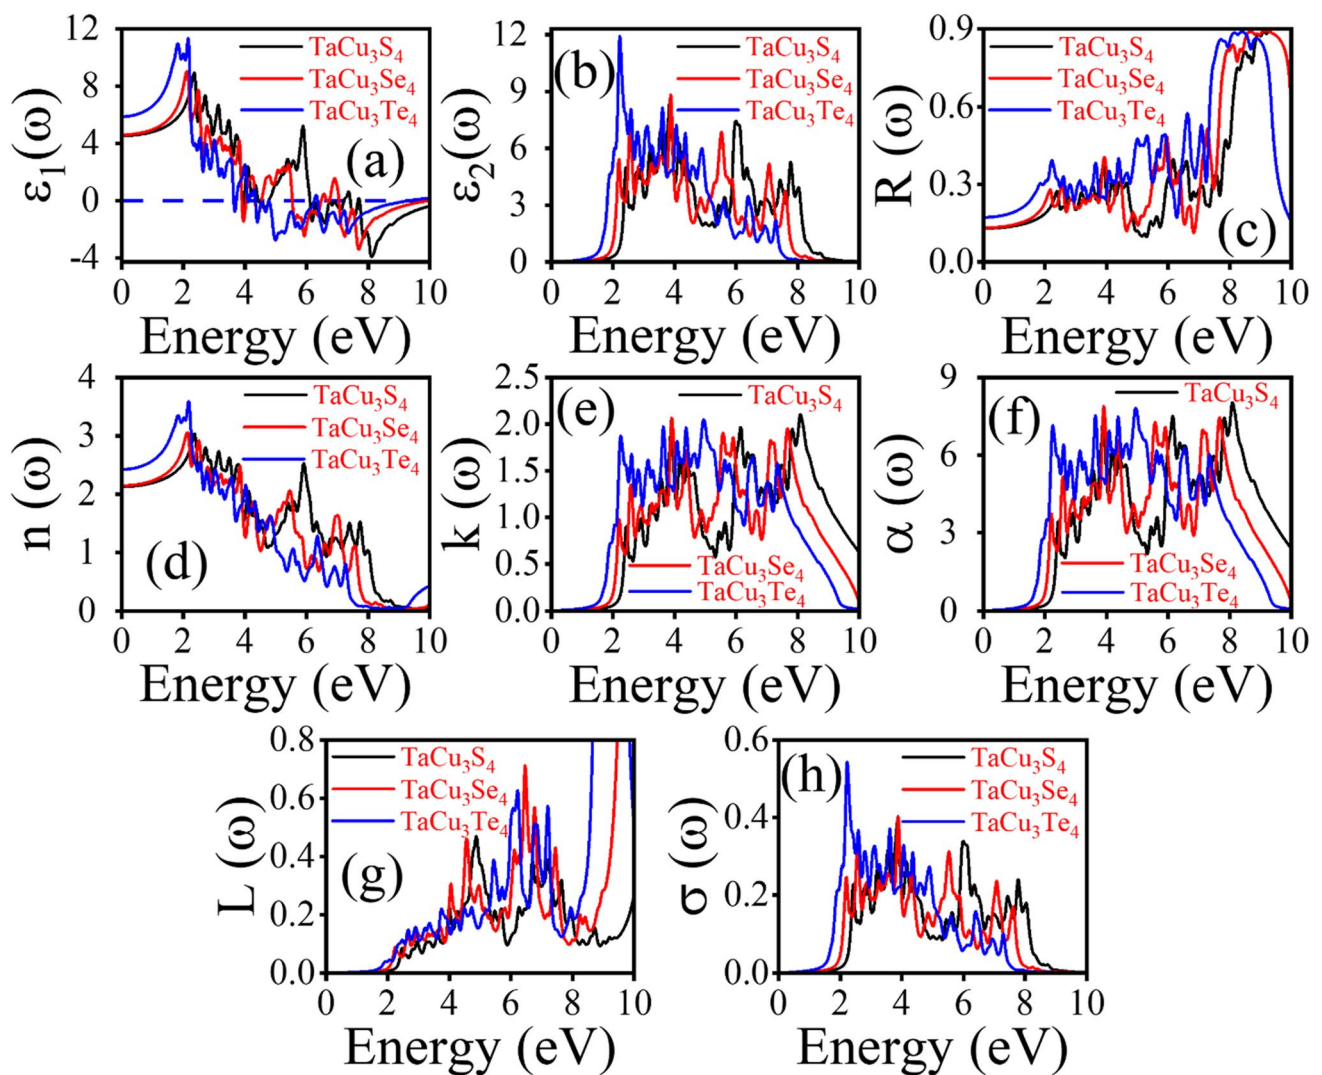 12
8
4
0
-4
ε₁(ω)
TaCu₃S₄
TaCu₃Se₄
TaCu₃Te₄
(a)
0 2 4 6 8 10
Energy (eV)
12
9
6
3
0
ε₂(ω)
(b)
TaCu₃S₄
TaCu₃Se₄
TaCu₃Te₄
0 2 4 6 8 10
Energy (eV)
0.9
0.6
0.3
0.0
R (ω)
TaCu₃S₄
TaCu₃Se₄
TaCu₃Te₄
(c)
0 2 4 6 8 10
Energy (eV)
4
3
2
1
0
n (ω)
TaCu₃S₄
TaCu₃Se₄
TaCu₃Te₄
(d)
0 2 4 6 8 10
Energy (eV)
2.5
2.0
1.5
1.0
0.5
0.0
k (ω)
(e)
TaCu₃S₄
TaCu₃Se₄
TaCu₃Te₄
0 2 4 6 8 10
Energy (eV)
9
6
3
0
α (ω)
(f)
TaCu₃S₄
TaCu₃Se₄
TaCu₃Te₄
0 2 4 6 8 10
Energy (eV)
0.8
0.6
0.4
0.2
0.0
L (ω)
TaCu₃S₄
TaCu₃Se₄
TaCu₃Te₄
(g)
0 2 4 6 8 10
Energy (eV)
0.6
0.4
0.2
0.0
σ (ω)
(h)
TaCu₃S₄
TaCu₃Se₄
TaCu₃Te₄
0 2 4 6 8 10
Energy (eV)